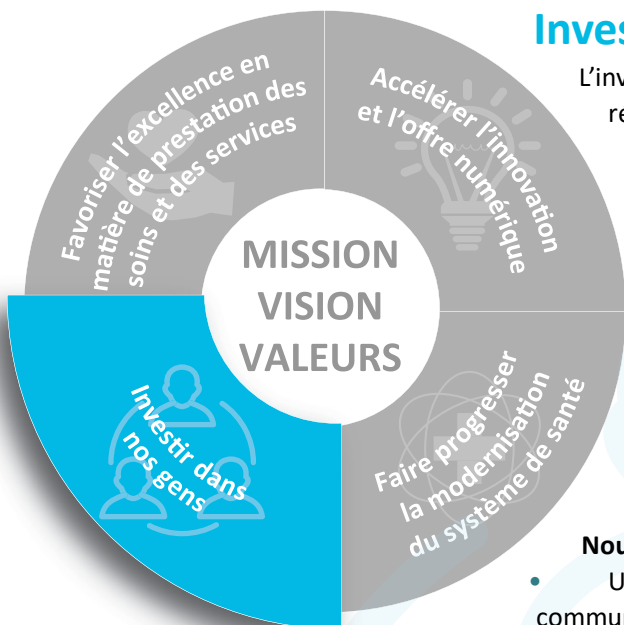 Inves
L’inv
re
Favoriser l’excellence en
matière de prestation des
soins et des services
Accélérer l’innovation
et l’offre numérique
MISSION
VISION
VALEURS
Investir dans
nos gens
Faire progresser
la modernisation
du système de santé
Nou
• U
commu